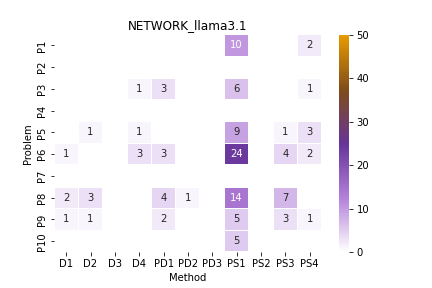 NETWORK_llama3.1
Problem
P1 10 2
P2
P3 1 3 6 1
P4
P5 1 1 9 1 3
P6 1 3 3 24 4 2
P7
P8 2 3 4 1 14 7
P9 1 1 2 5 3 1
P10 5
D1 D2 D3 D4 PD1 PD2 PD3 PS1 PS2 PS3 PS4
Method
50
40
30
20
10
0